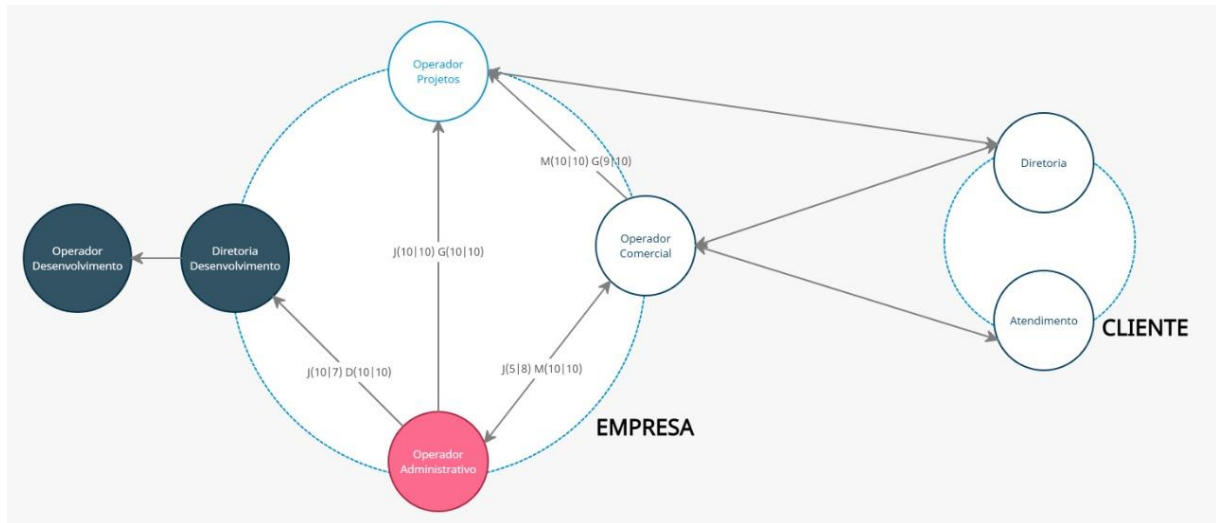 Operador
Projetos
M(10|10) G(9|10)
Diretoria
Operador
Desenvolvimento
Diretoria
Desenvolvimento
J(10|10) G(10|10)
Operador
Comercial
Atendimento
CLIENTE
J(10|7) D(10|10)
J(5|8) M(10|10)
EMPRESA
Operador
Administrativo